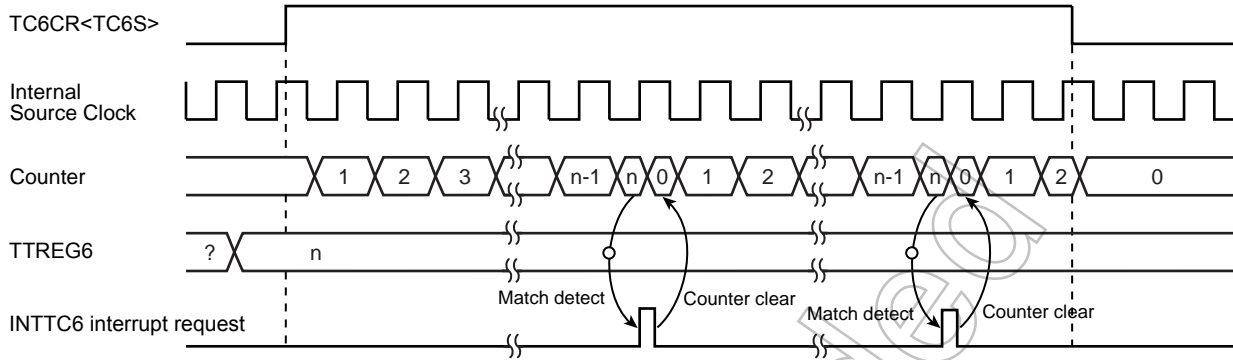 TC6CR<TC6S>
Internal
Source Clock
Counter
1 2 3 n-1 n 0 1 2 n-1 n 0 1 2 0
TTREG6
? n
Match detect Counter clear Match detect Counter clear
INTTC6 interrupt request